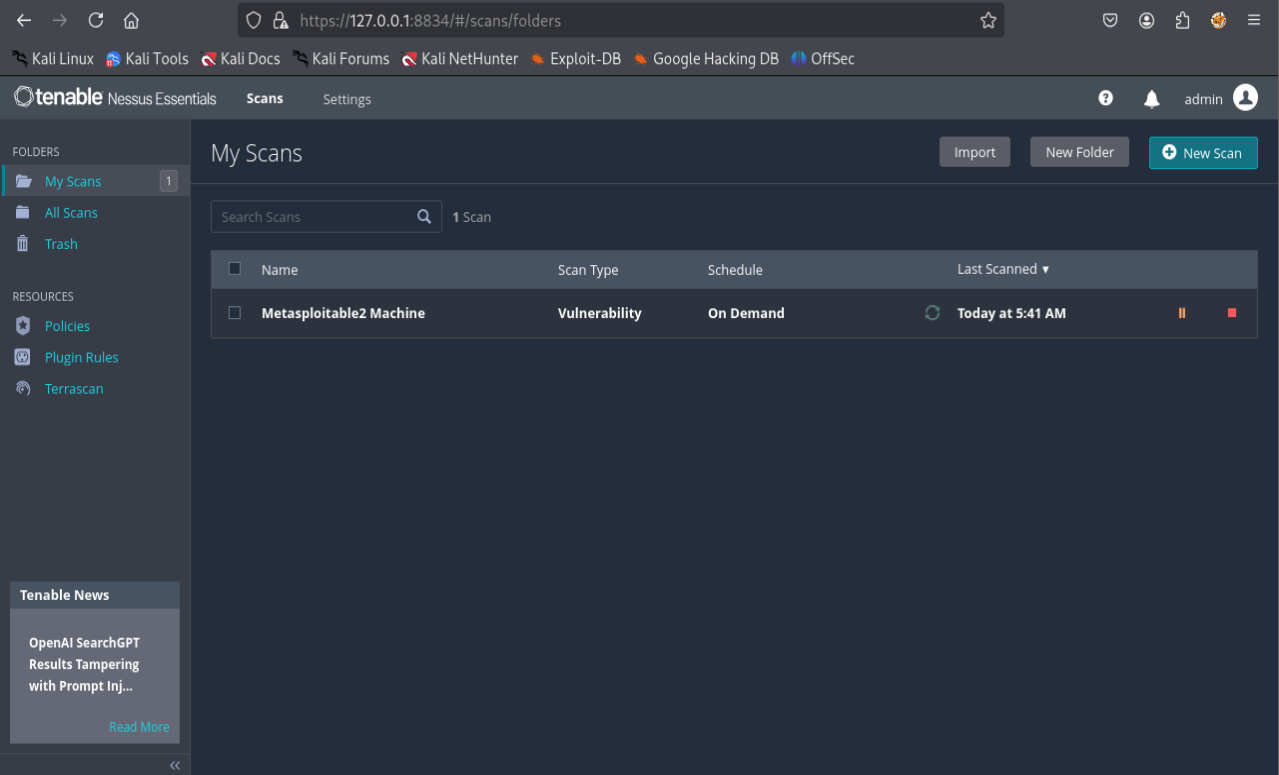 https://127.0.0.1:8834/#/scans/folders
Kali Linux Kali Tools Kali Docs Kali Forums Kali NetHunter Exploit-DB Google Hacking DB OffSec
tenable Nessus Essentials Scans Settings admin
FOLDERS
My Scans 1
All Scans
Trash
RESOURCES
Policies
Plugin Rules
Terrascan
Tenable News
OpenAI SearchGPT
Results Tampering
with Prompt Inj...
Read More
My Scans Import New Folder New Scan
Search Scans 1 Scan
Name Scan Type Schedule Last Scanned
Metasploitable2 Machine Vulnerability On Demand Today at 5:41 AM